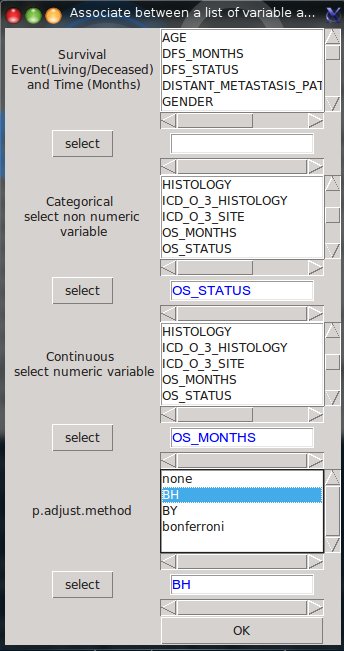 Associate between a list of variable a...
Survival
Event(Living/Deceased)
and Time (Months)
AGE
DFS_MONTHS
DFS_STATUS
DISTANT_METASTASIS_PAT
GENDER
select
Categorical
select non numeric
variable
HISTOLOGY
ICD_O_3_HISTOLOGY
ICD_O_3_SITE
OS_MONTHS
OS_STATUS
select
OS_STATUS
Continuous
select numeric variable
HISTOLOGY
ICD_O_3_HISTOLOGY
ICD_O_3_SITE
OS_MONTHS
OS_STATUS
select
OS_MONTHS
p.adjust.method
none
BH
BY
bonferroni
select
BH
OK